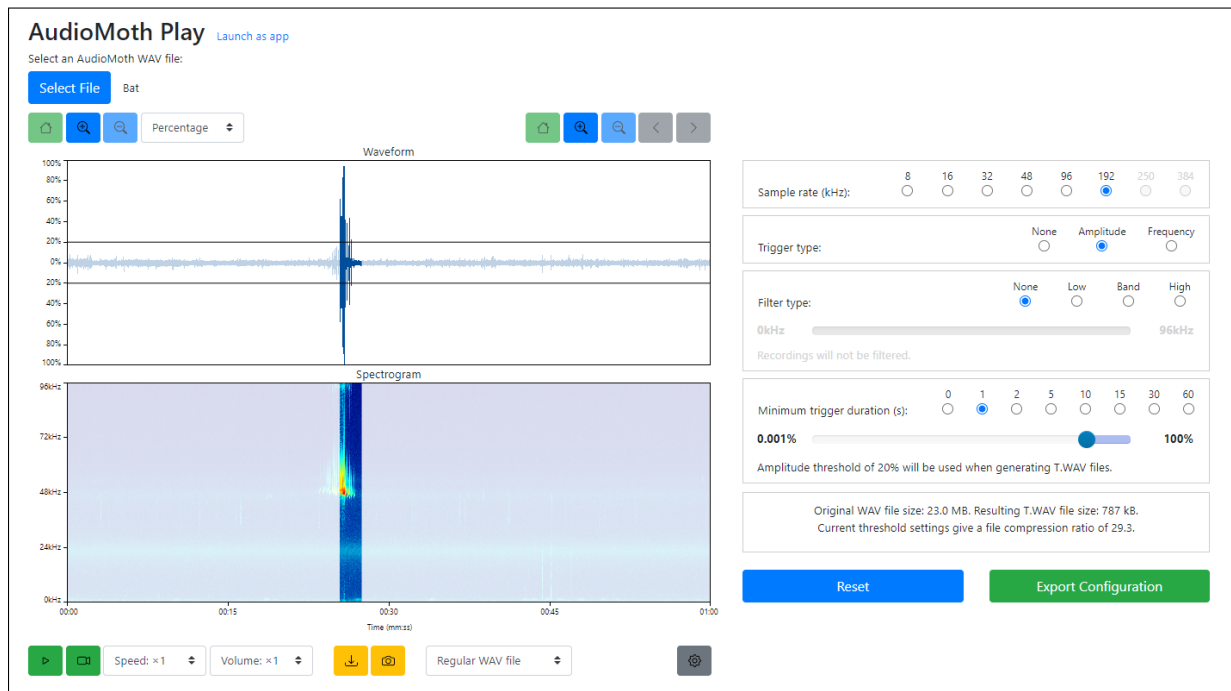 AudioMoth Play Launch as app
Select an AudioMoth WAV file:
Select File Bat
Percentage
Waveform
100%
80%
60%
40%
20%
0%
20%
40%
60%
80%
100%
Spectrogram
96kHz
72kHz
48kHz
24kHz
0kHz
00:00 00:15 00:30 00:45 01:00
Time (mm:ss)
Speed: ×1 Volume: ×1 Regular WAV file
8 16 32 48 96 192 250 384
Sample rate (kHz):
None Amplitude Frequency
Trigger type:
None Low Band High
Filter type:
0kHz 96kHz
Recordings will not be filtered.
0 1 2 5 10 15 30 60
Minimum trigger duration (s):
0.001% 100%
Amplitude threshold of 20% will be used when generating T.WAV files.
Original WAV file size: 23.0 MB. Resulting T.WAV file size: 787 kB.
Current threshold settings give a file compression ratio of 29.3.
Reset Export Configuration